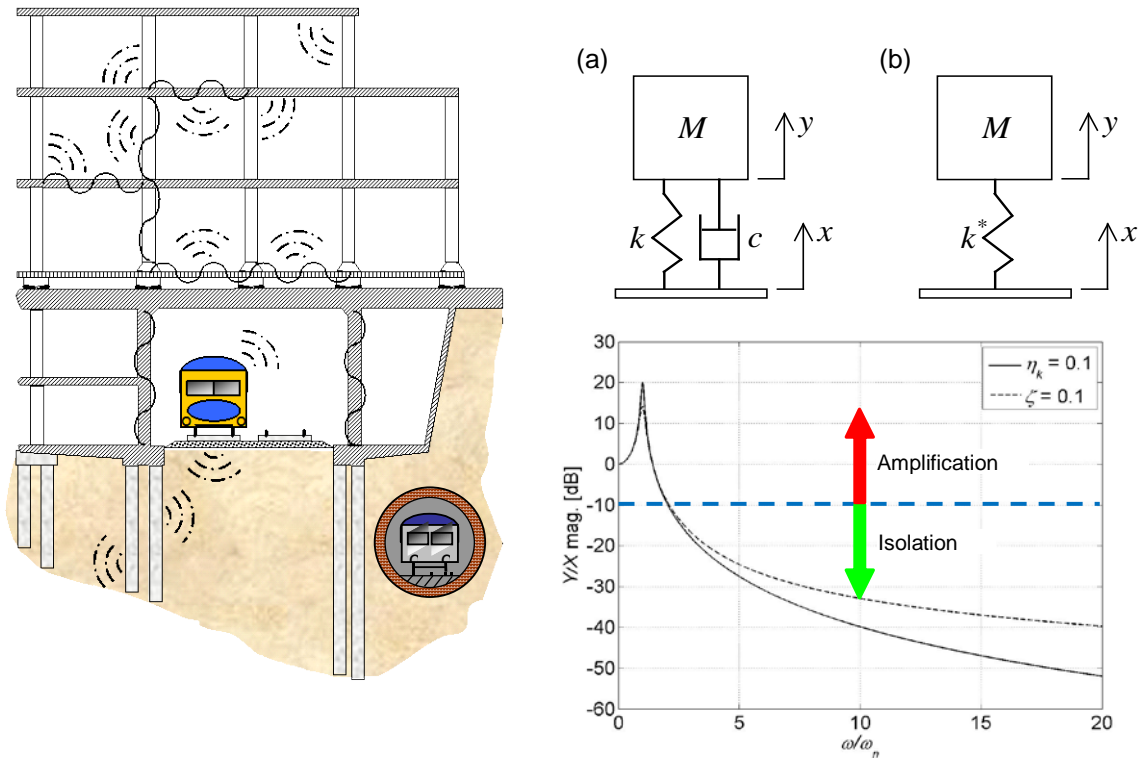 (a)
(b)
M
y
M
y
k
c
x
k*
x
30
20
10
0
-10
-20
-30
-40
-50
-60
Y/X mag. [dB]
ηk = 0.1
ζ = 0.1
Amplification
Isolation
0
5
10
15
20
ω/ωn